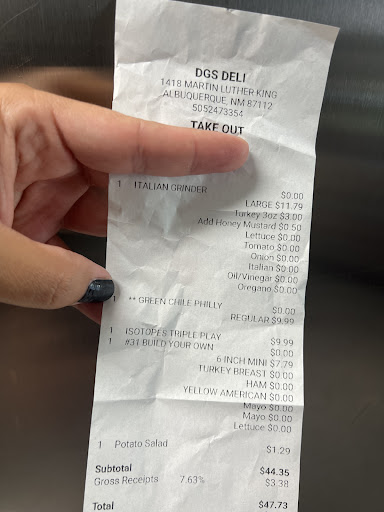 DGS DELI
1418 MARTIN LUTHER KING
ALBUQUERQUE, NM 87112
5052473354
TAKE OUT
1 ITALIAN GRINDER $0.00
LARGE $11.79
Turkey 3oz $3.00
Add Honey Mustard $0.50
Lettuce $0.00
Tomato $0.00
Onion $0.00
Italian $0.00
Oil/Vinegar $0.00
Oregano $0.00
1 ** GREEN CHILE PHILLY $0.00
REGULAR $9.99
1 ISOTOPES TRIPLE PLAY $9.99
1 #31 BUILD YOUR OWN $0.00
6 INCH MINI $7.79
TURKEY BREAST $0.00
HAM $0.00
YELLOW AMERICAN $0.00
Mayo $0.00
Mayo $0.00
Lettuce $0.00
1 Potato Salad $1.29
Subtotal $44.35
Gross Receipts 7.63% $3.38
Total $47.73